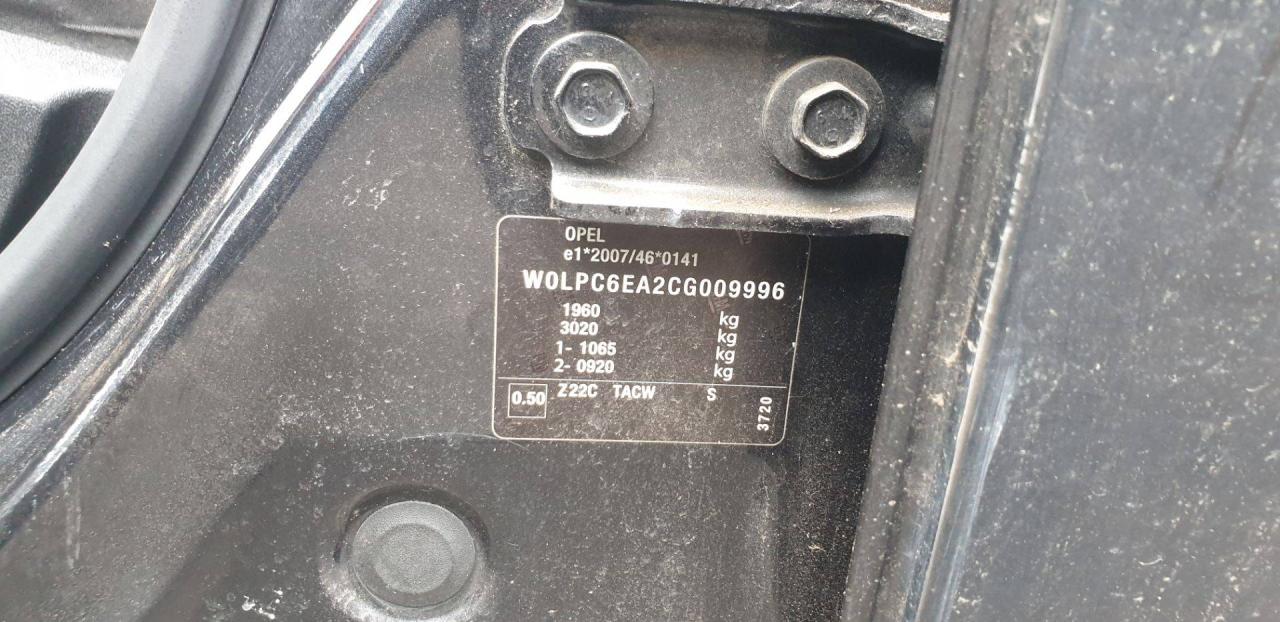 OPEL
e1*2007/46*0141
W0LPC6EA2CG009996
1960 kg
3020 kg
1- 1065 kg
2- 0920 kg
0.50 Z22C TACW S
3720